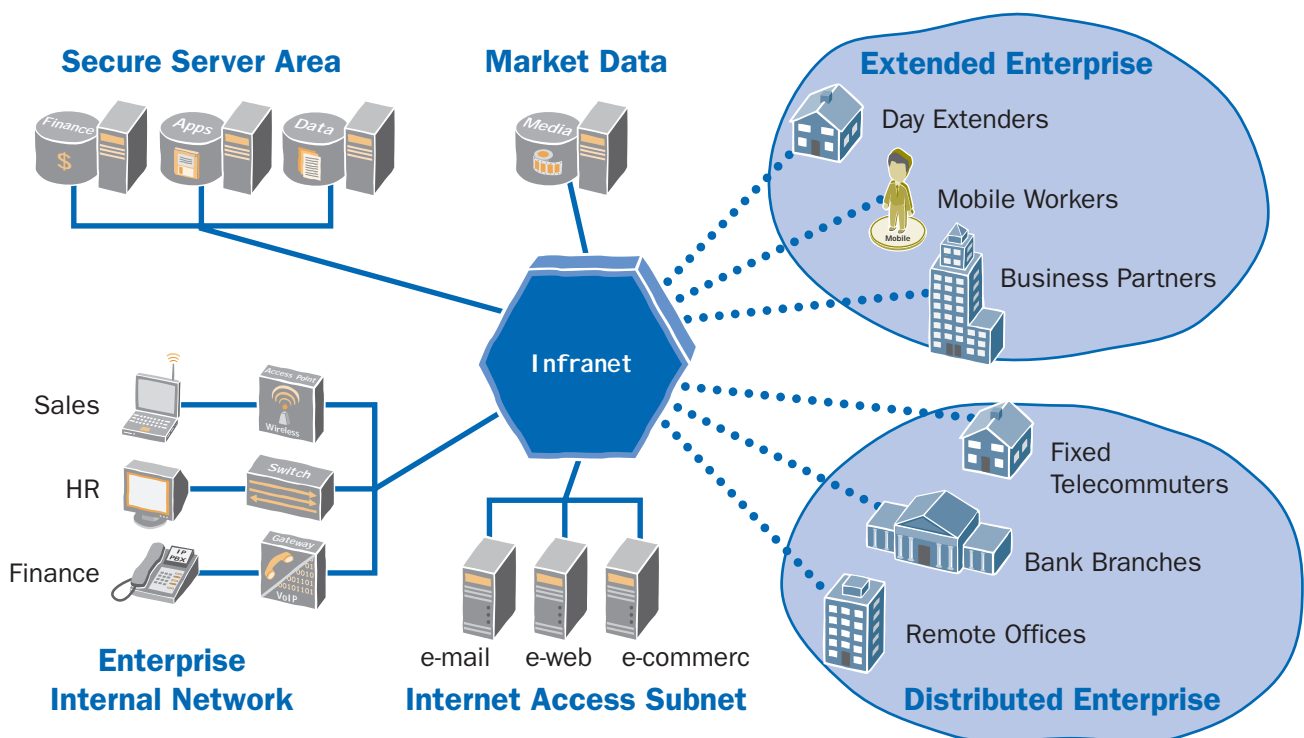 Secure Server Area
Market Data
Extended Enterprise
Finance
$
Apps
Data
Media
Day Extenders
Mobile Workers
Mobile
Business Partners
Infranet
Sales
Access Point
Wireless
HR
Switch
Finance
IP
PBX
Gateway
VoIP
Fixed
Telecommuters
Bank Branches
Remote Offices
e-mail
e-web
e-commerc
Enterprise
Internal Network
Internet Access Subnet
Distributed Enterprise